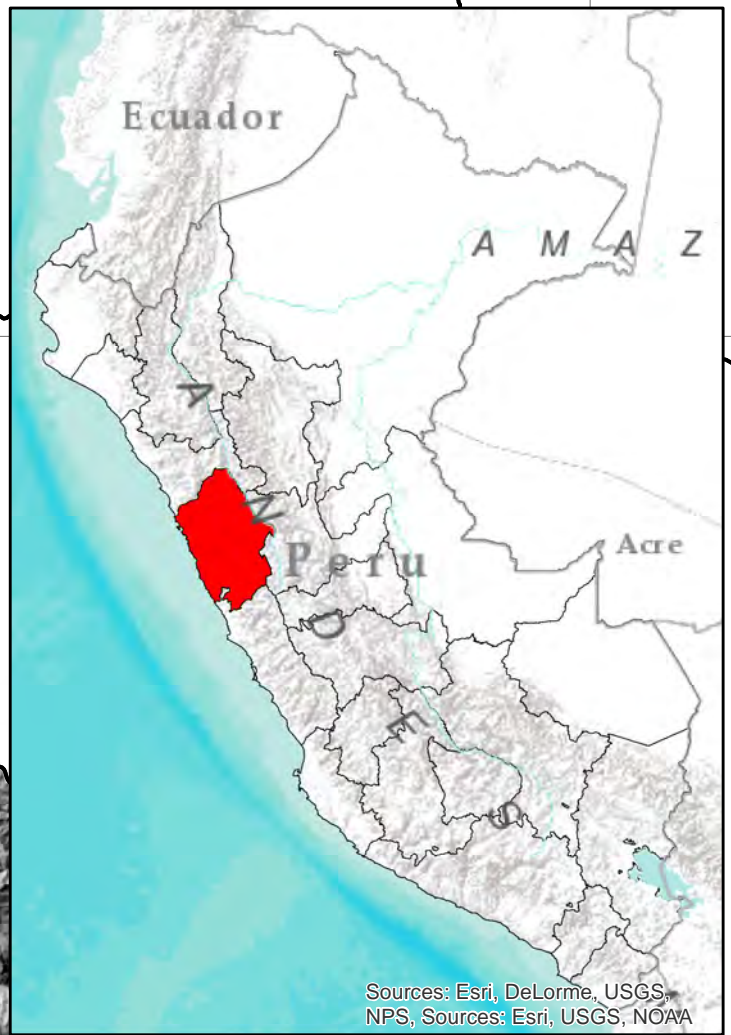 Ecuador
A M A Z
Acre
Peru
A N D E S
Sources: Esri, DeLorme, USGS,
NPS, Sources: Esri, USGS, NOAA